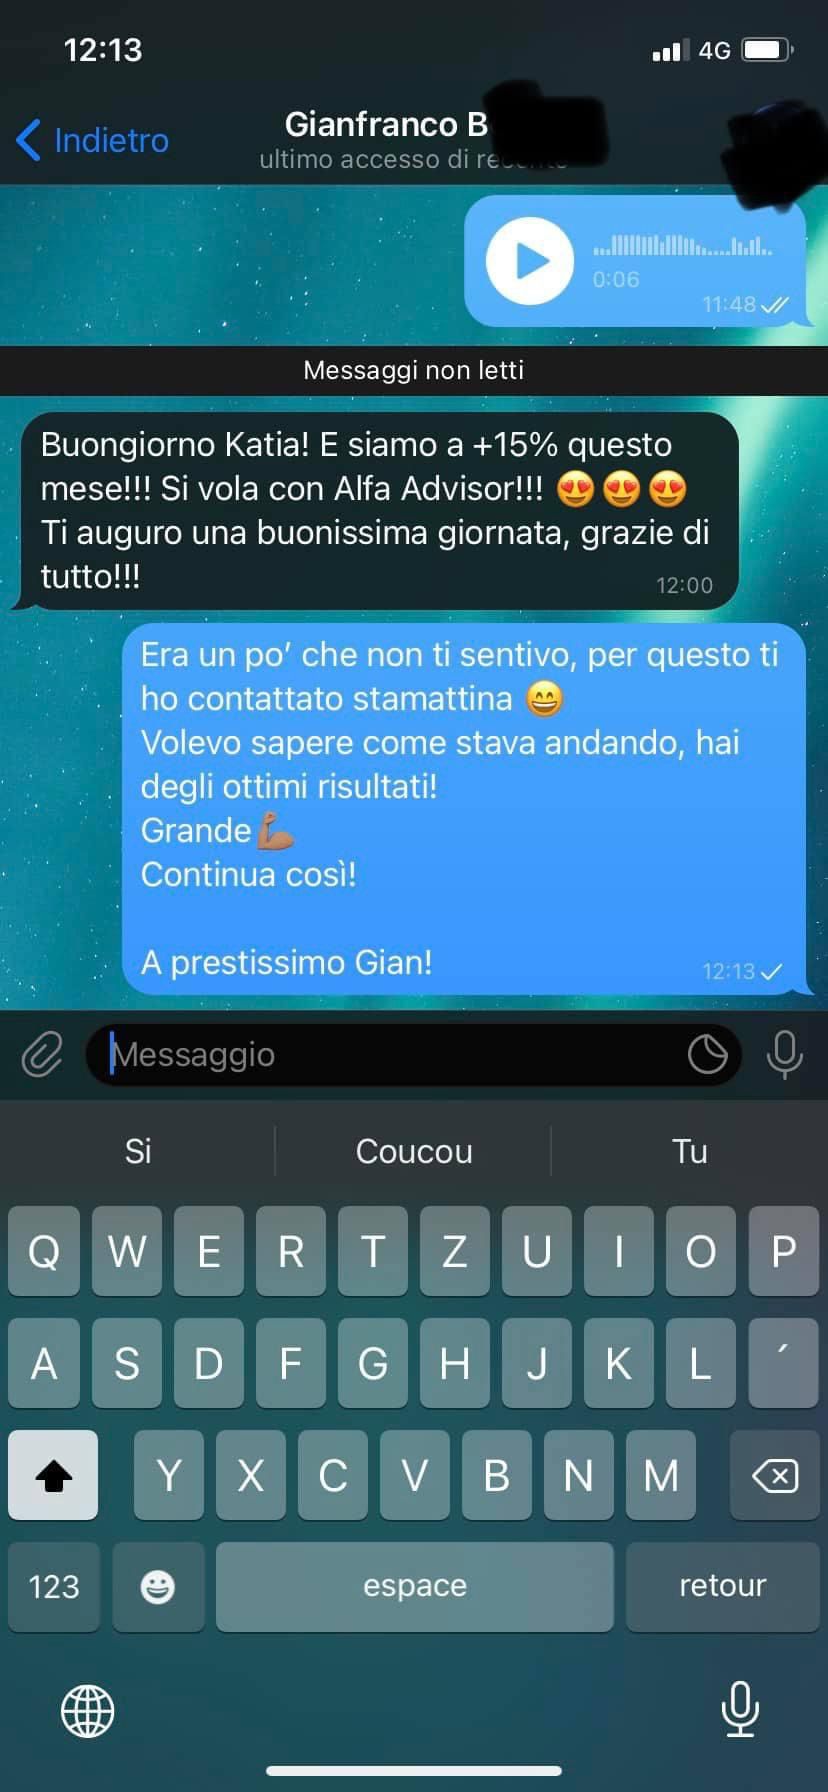 12:13
4G
Indietro
Gianfranco B
ultimo accesso di
0:06
11:48
Messaggi non letti
Buongiorno Katia! E siamo a +15% questo
mese!!! Si vola con Alfa Advisor!!! 😍😍😍
Ti auguro una buonissima giornata, grazie di
tutto!!!
12:00
Era un po’ che non ti sentivo, per questo ti
ho contattato stamattina 😄
Volevo sapere come stava andando, hai
degli ottimi risultati!
Grande💪🏽
Continua così!
A prestissimo Gian!
12:13
Messaggio
Si Coucou Tu
Q W E R T Z U I O P
A S D F G H J K L ´
Y X C V B N M
123 espace retour